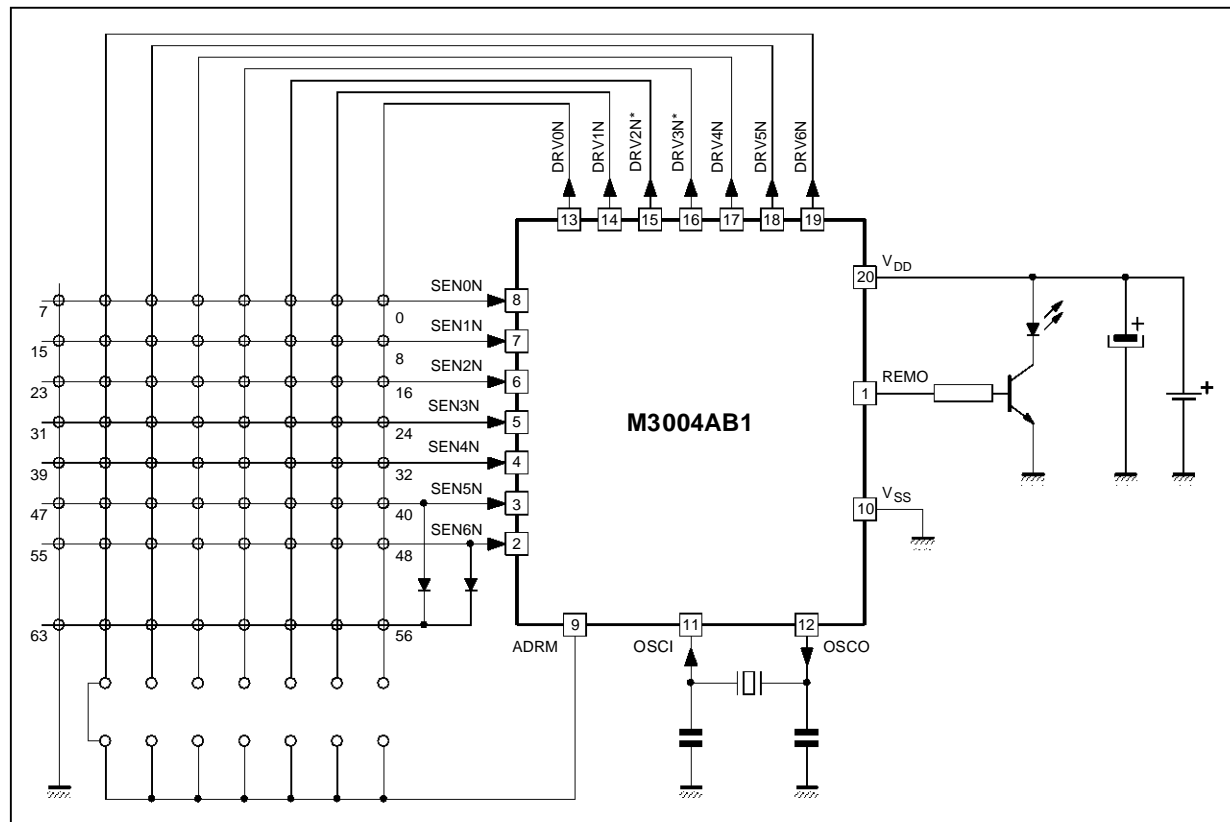 DRV0N
DRV1N
DRV2N*
DRV3N*
DRV4N
DRV5N
DRV6N
13
14
15
16
17
18
19
20
VDD
7
0
SEN0N
8
15
8
SEN1N
7
23
16
SEN2N
6
31
24
SEN3N
5
39
32
SEN4N
4
47
40
SEN5N
3
55
48
SEN6N
2
63
56
M3004AB1
+
+
REMO
1
VSS
10
ADRM
9
OSCI
11
12
OSCO